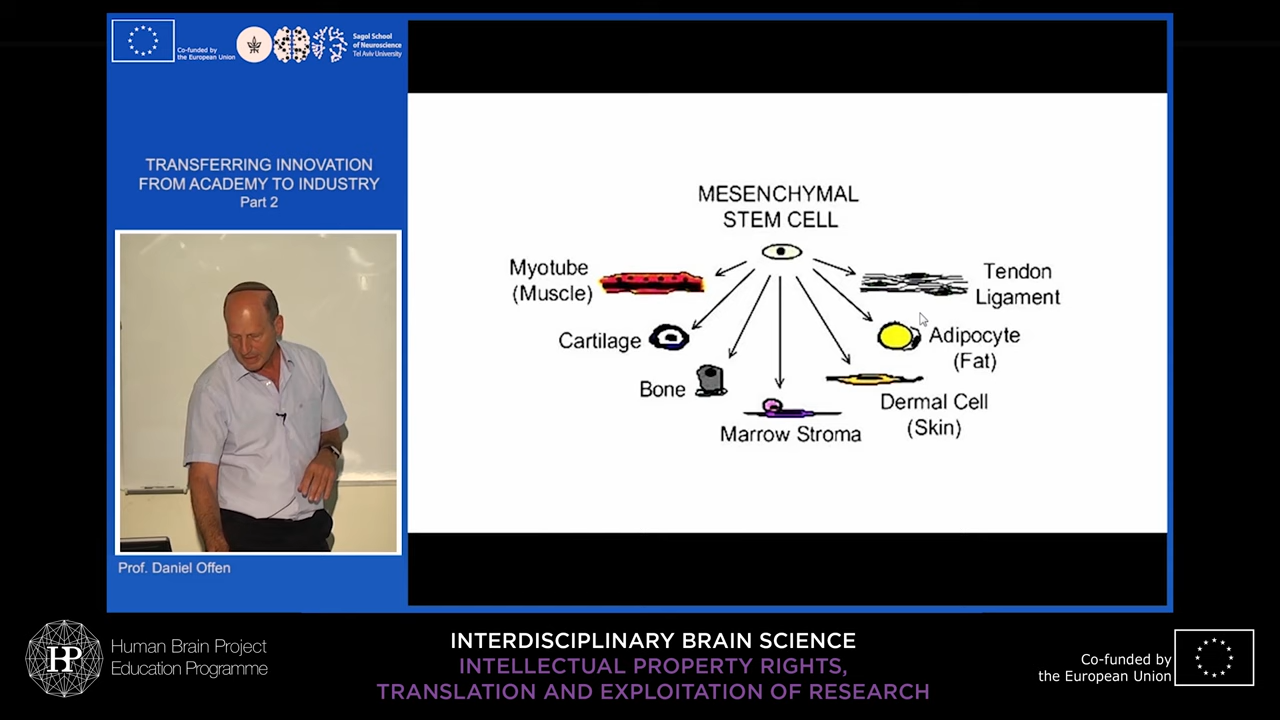 Co-funded by
the European Union
Sagol School
of Neuroscience
Tel Aviv University
TRANSFERRING INNOVATION
FROM ACADEMY TO INDUSTRY
Part 2
Prof. Daniel Offen
MESENCHYMAL
STEM CELL
Myotube
(Muscle)
Cartilage
Bone
Marrow Stroma
Dermal Cell
(Skin)
Adipocyte
(Fat)
Tendon
Ligament
HBP
Human Brain Project
Education Programme
INTERDISCIPLINARY BRAIN SCIENCE
INTELLECTUAL PROPERTY RIGHTS,
TRANSLATION AND EXPLOITATION OF RESEARCH
Co-funded by
the European Union